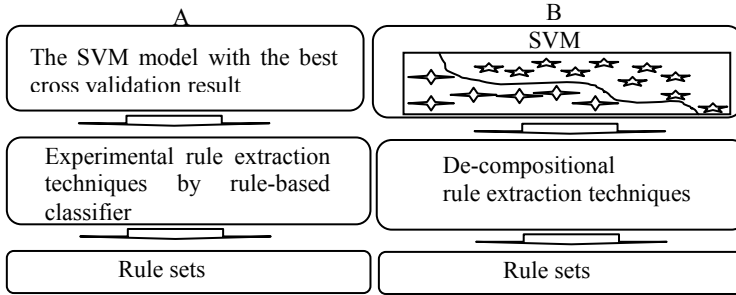 A
The SVM model with the best
cross validation result
Experimental rule extraction
techniques by rule-based
classifier
Rule sets
B
SVM
De-compositional
rule extraction techniques
Rule sets